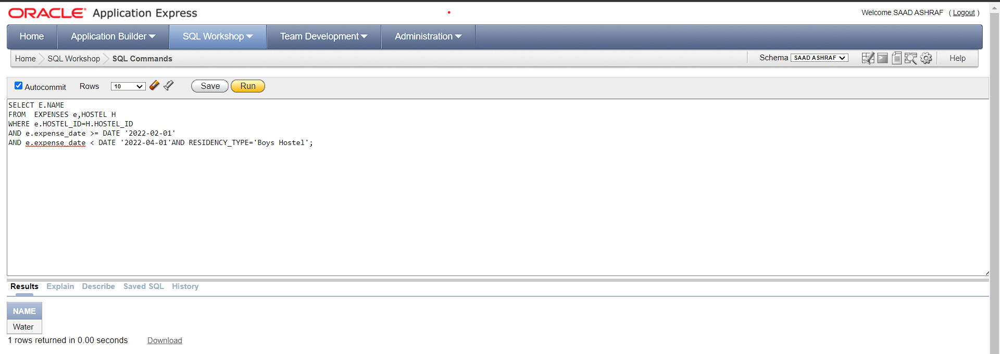 ORACLE® Application Express
Welcome SAAD ASHRAF ( Logout )
Home Application Builder SQL Workshop Team Development Administration
Home SQL Workshop SQL Commands Schema SAAD ASHRAF Help
Autocommit Rows 10 Save Run
SELECT E.NAME
FROM  EXPENSES e,HOSTEL H
WHERE e.HOSTEL_ID=H.HOSTEL_ID
AND e.expense_date >= DATE '2022-02-01'
AND e.expense_date < DATE '2022-04-01'AND RESIDENCY_TYPE='Boys Hostel';
Results Explain Describe Saved SQL History
NAME
Water
1 rows returned in 0.00 seconds Download